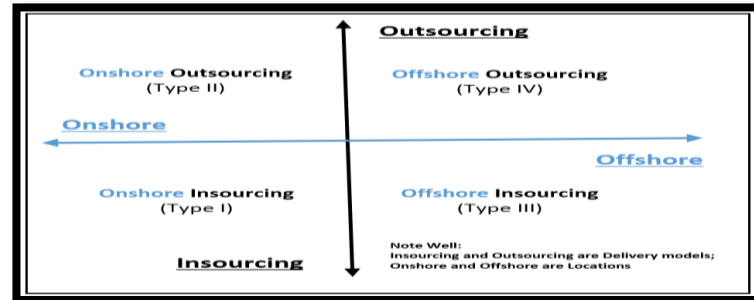 Outsourcing
Onshore Outsourcing
(Type II)
Offshore Outsourcing
(Type IV)
Onshore
Offshore
Onshore Insourcing
(Type I)
Offshore Insourcing
(Type III)
Insourcing
Note Well:
Insourcing and Outsourcing are Delivery models;
Onshore and Offshore are Locations